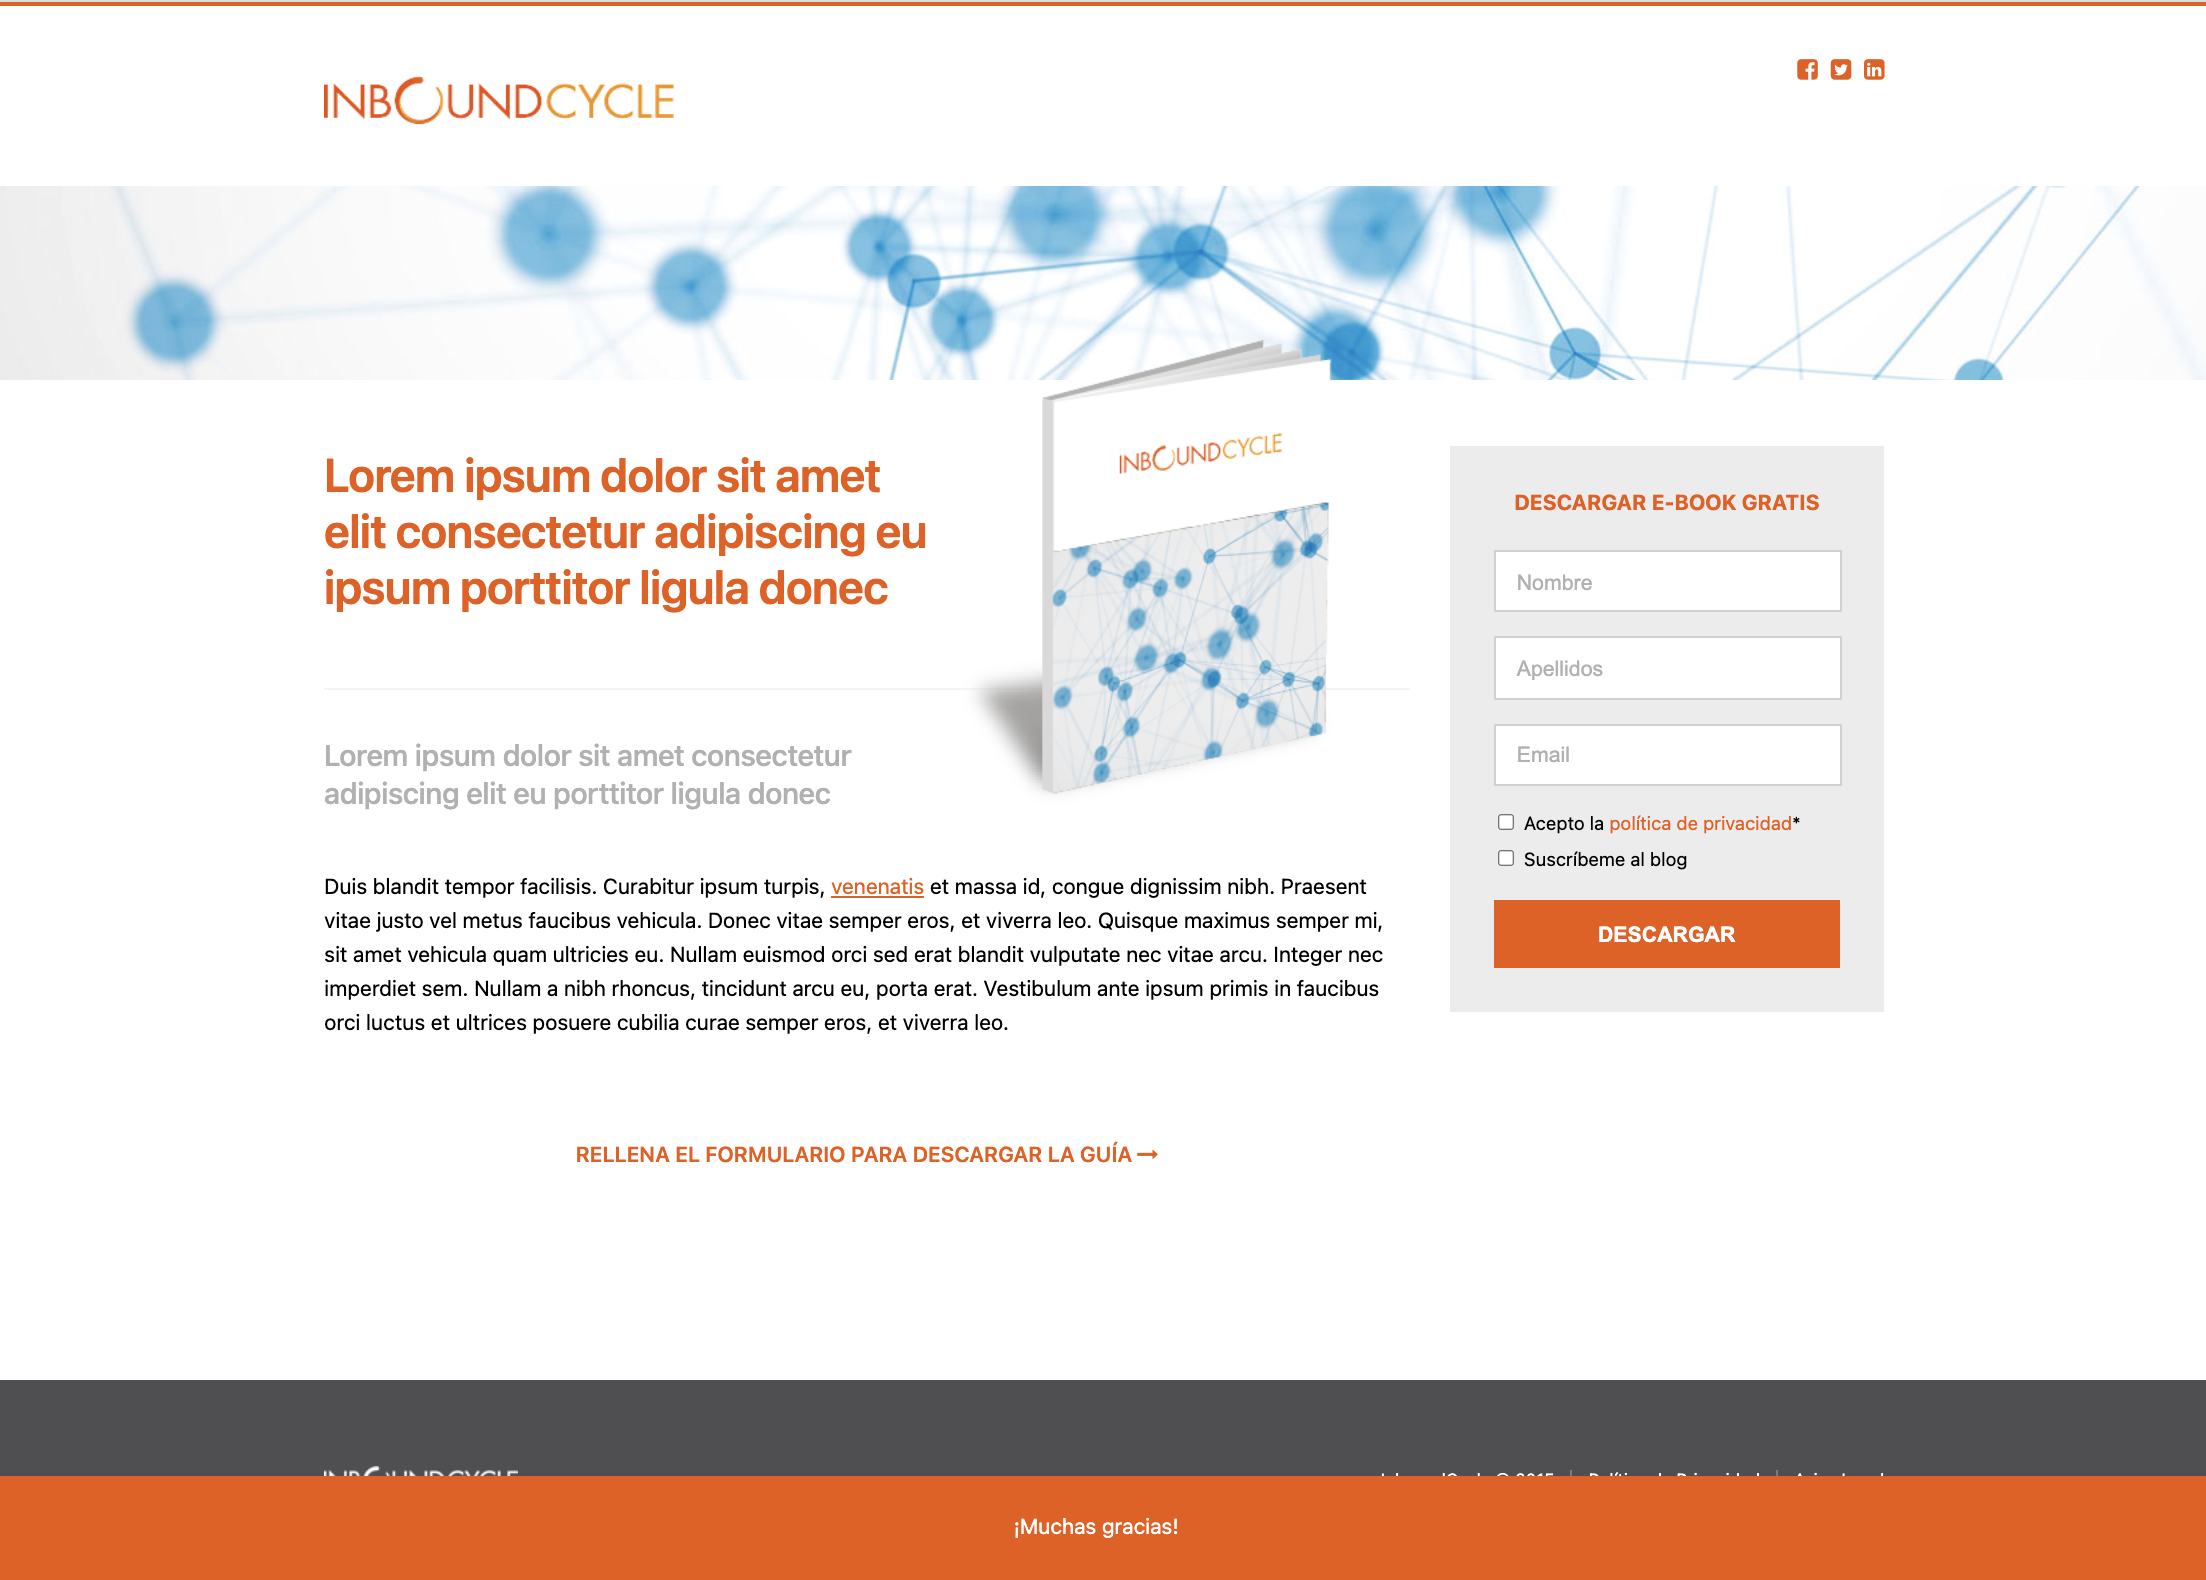 INBOUNDCYCLE
INBOUNDCYCLE
Lorem ipsum dolor sit amet
elit consectetur adipiscing eu
ipsum porttitor ligula donec
Lorem ipsum dolor sit amet consectetur
adipiscing elit eu porttitor ligula donec
Duis blandit tempor facilisis. Curabitur ipsum turpis, venenatis et massa id, congue dignissim nibh. Praesent
vitae justo vel metus faucibus vehicula. Donec vitae semper eros, et viverra leo. Quisque maximus semper mi,
sit amet vehicula quam ultricies eu. Nullam euismod orci sed erat blandit vulputate nec vitae arcu. Integer nec
imperdiet sem. Nullam a nibh rhoncus, tincidunt arcu eu, porta erat. Vestibulum ante ipsum primis in faucibus
orci luctus et ultrices posuere cubilia curae semper eros, et viverra leo.
RELLENA EL FORMULARIO PARA DESCARGAR LA GUÍA
DESCARGAR E-BOOK GRATIS
Nombre
Apellidos
Email
Acepto la política de privacidad*
Suscríbeme al blog
DESCARGAR
INBOUNDCYCLE
¡Muchas gracias!